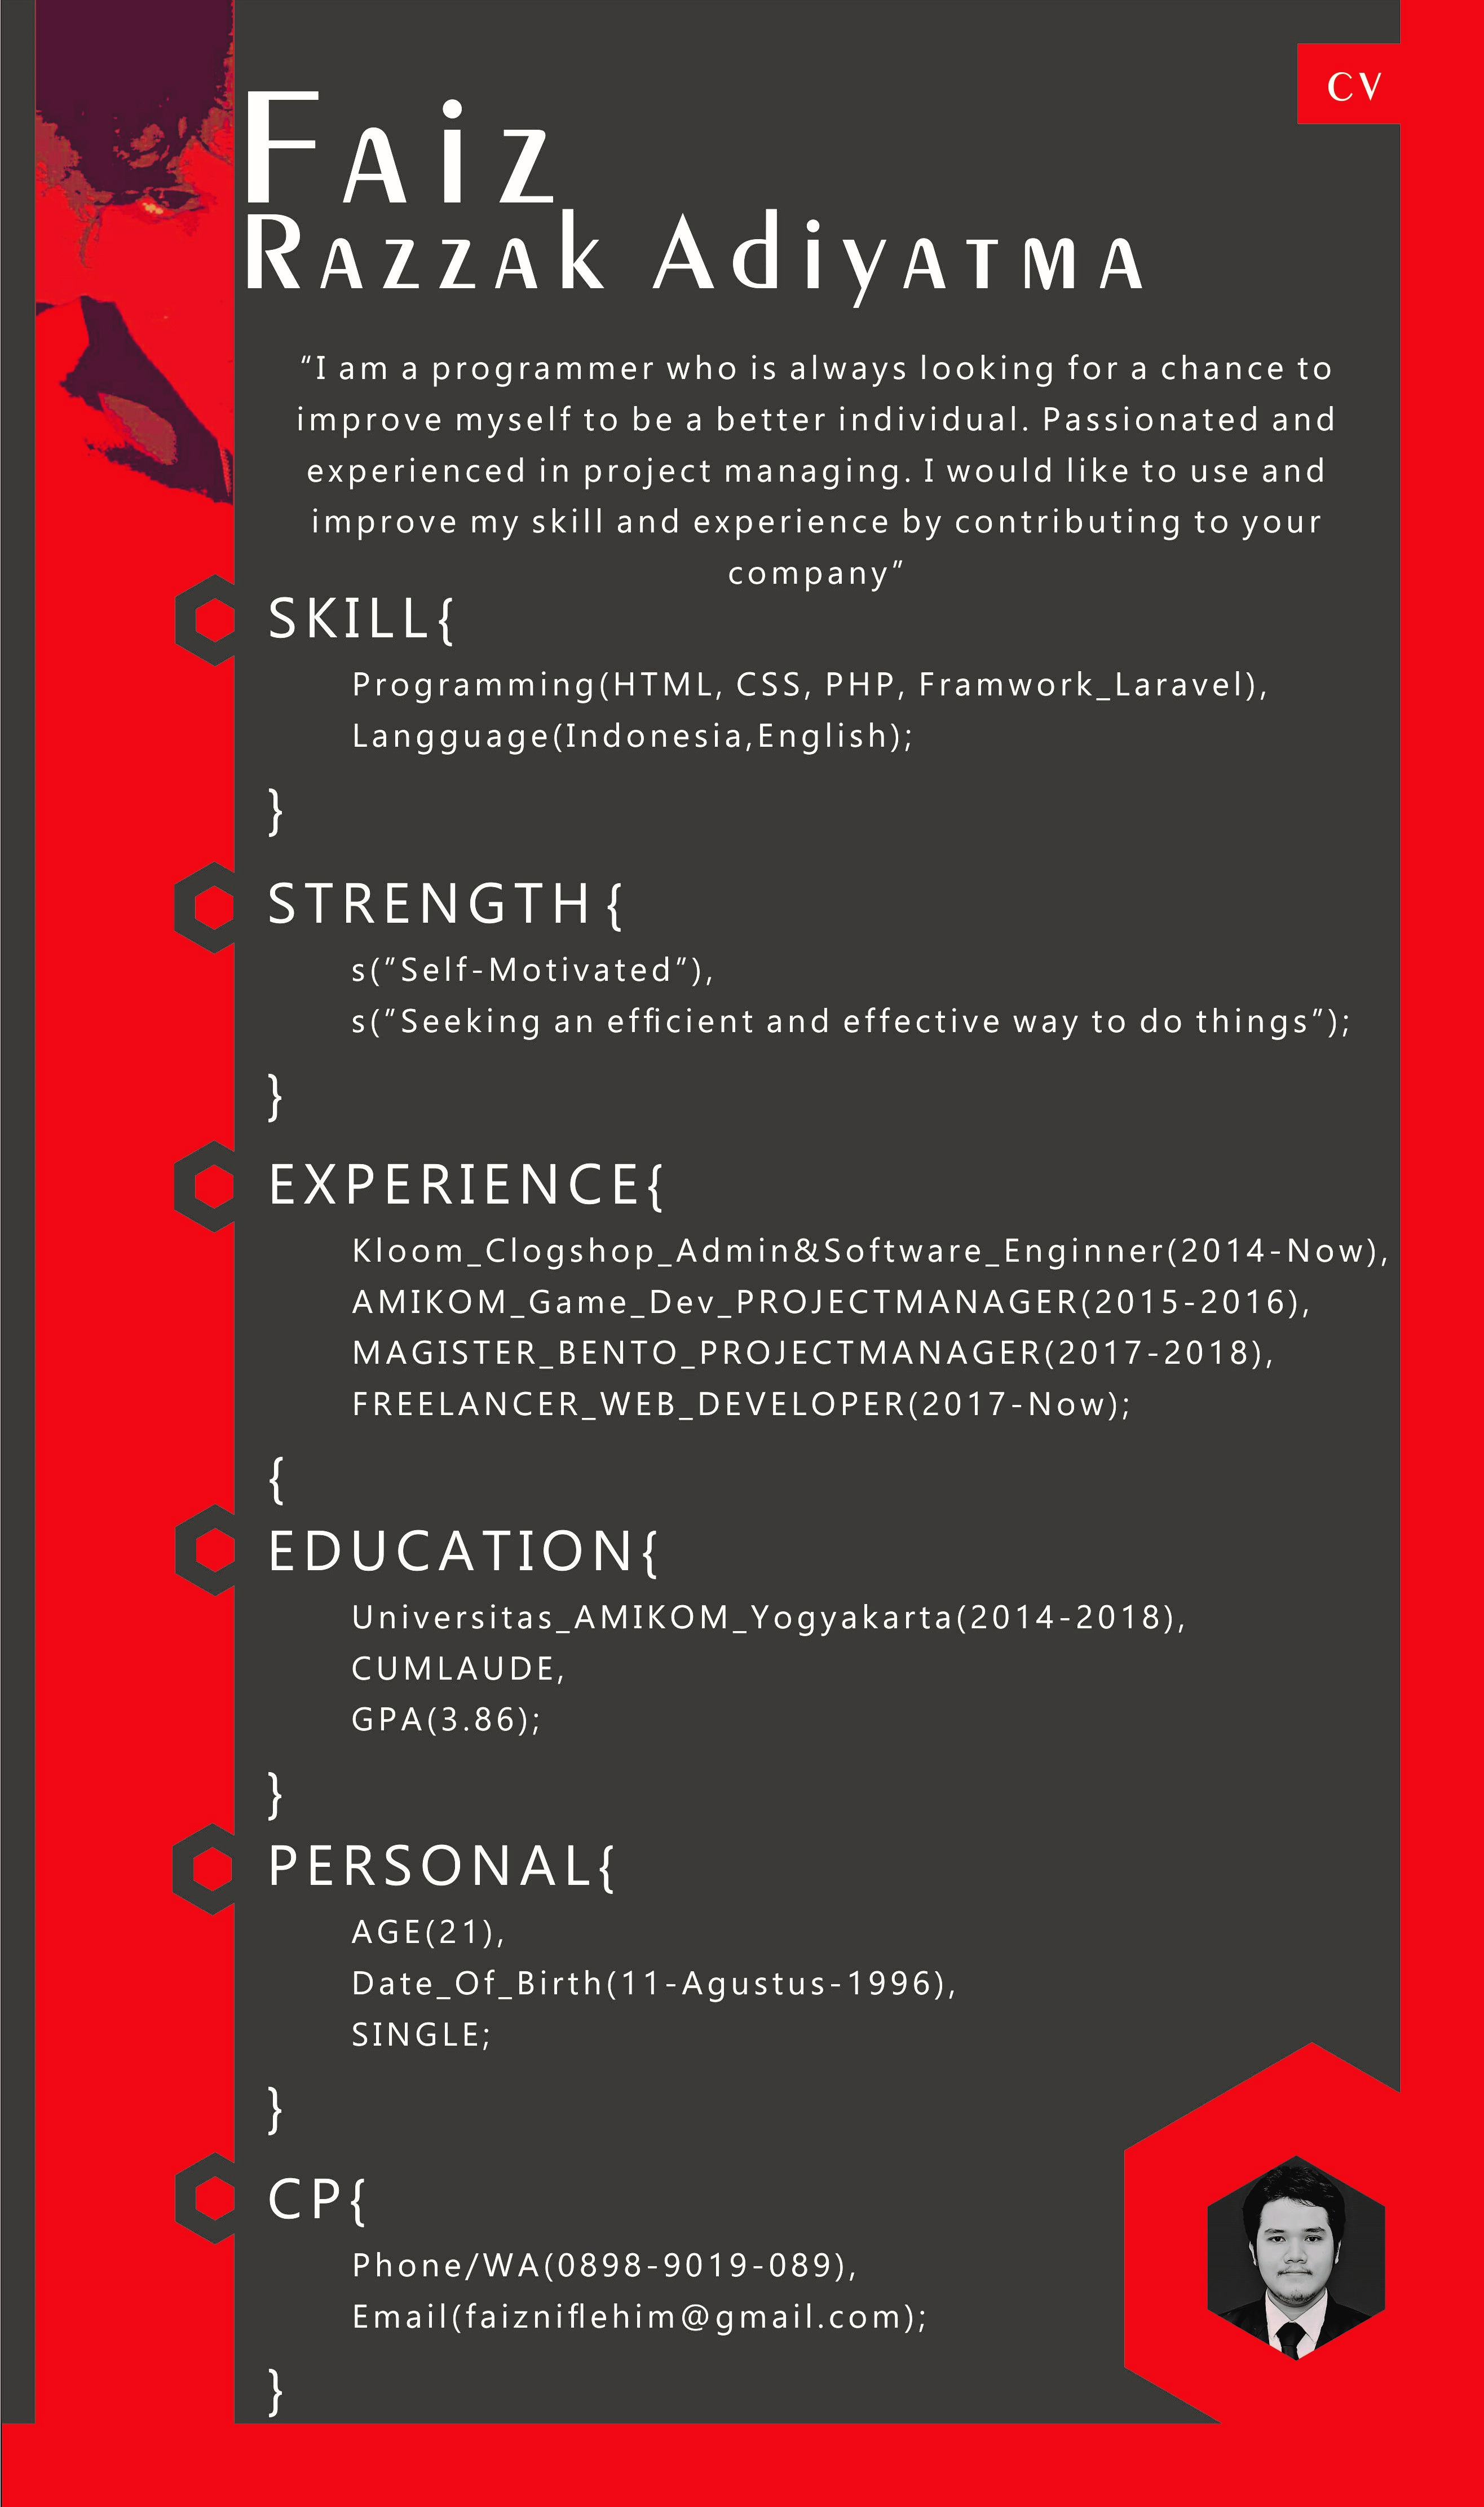 CV
Faiz
Razzak Adiyatma
“I am a programmer who is always looking for a chance to
improve myself to be a better individual. Passionated and
experienced in project managing. I would like to use and
improve my skill and experience by contributing to your
company”
SKILL{
Programming(HTML, CSS, PHP, Framwork_Laravel),
Langguage(Indonesia,English);
}
STRENGTH{
s(”Self-Motivated”),
s(”Seeking an efficient and effective way to do things”);
}
EXPERIENCE{
Kloom_Clogshop_Admin&Software_Enginner(2014-Now),
AMIKOM_Game_Dev_PROJECTMANAGER(2015-2016),
MAGISTER_BENTO_PROJECTMANAGER(2017-2018),
FREELANCER_WEB_DEVELOPER(2017-Now);
{
EDUCATION{
Universitas_AMIKOM_Yogyakarta(2014-2018),
CUMLAUDE,
GPA(3.86);
}
PERSONAL{
AGE(21),
Date_Of_Birth(11-Agustus-1996),
SINGLE;
}
CP{
Phone/WA(0898-9019-089),
Email(faizniflehim@gmail.com);
}